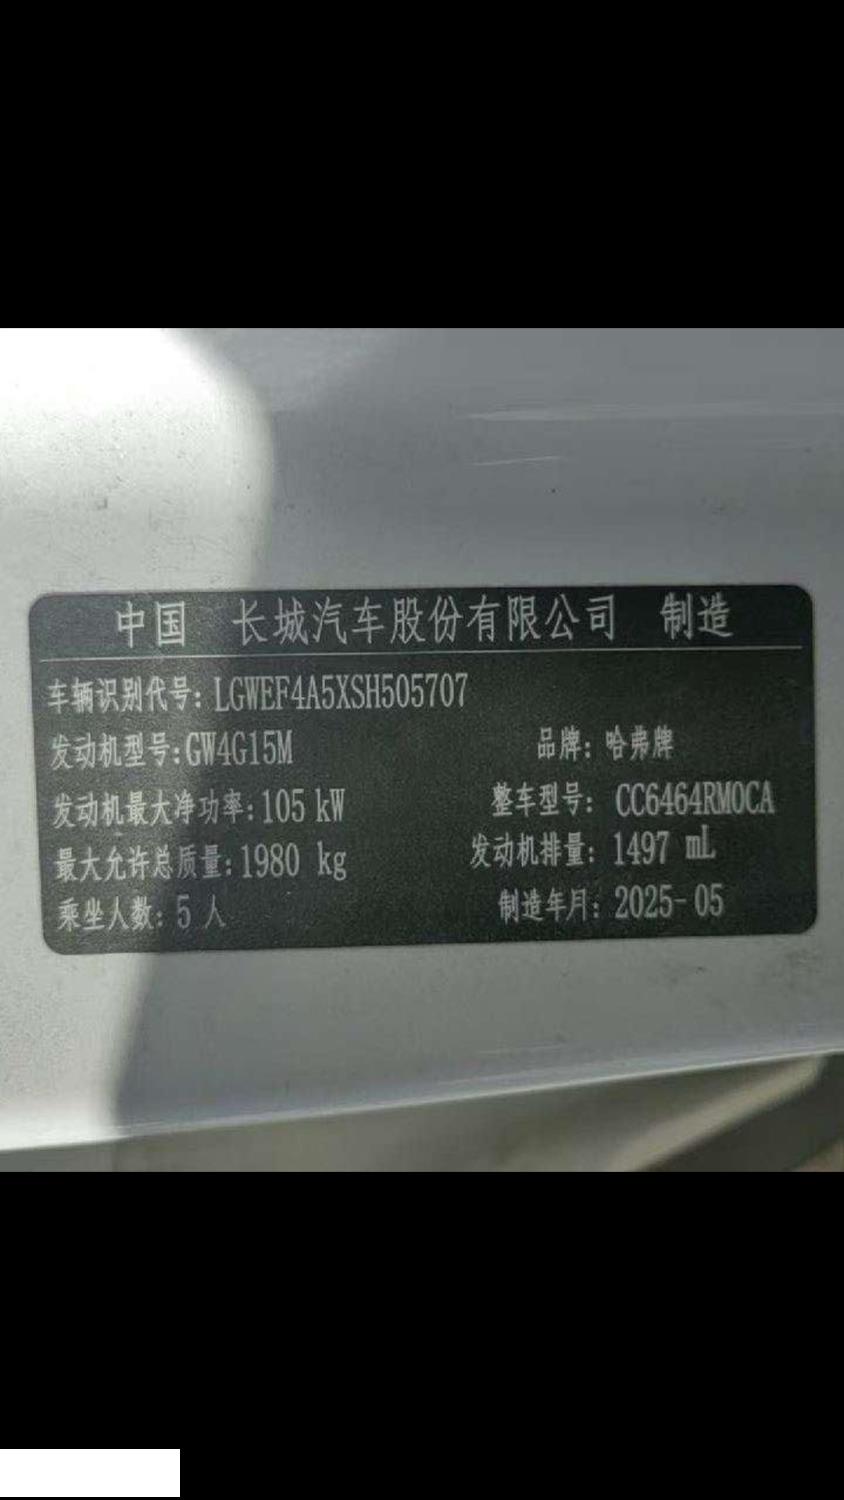 中国 长城汽车股份有限公司 制造
车辆识别代号: LGWEF4A5XSH505707
发动机型号:GW4G15M 品牌: 哈弗牌
发动机最大净功率:105 kW 整车型号: CC6464RM0CA
最大允许总质量:1980 kg 发动机排量: 1497 mL
乘坐人数: 5 人 制造年月: 2025-05